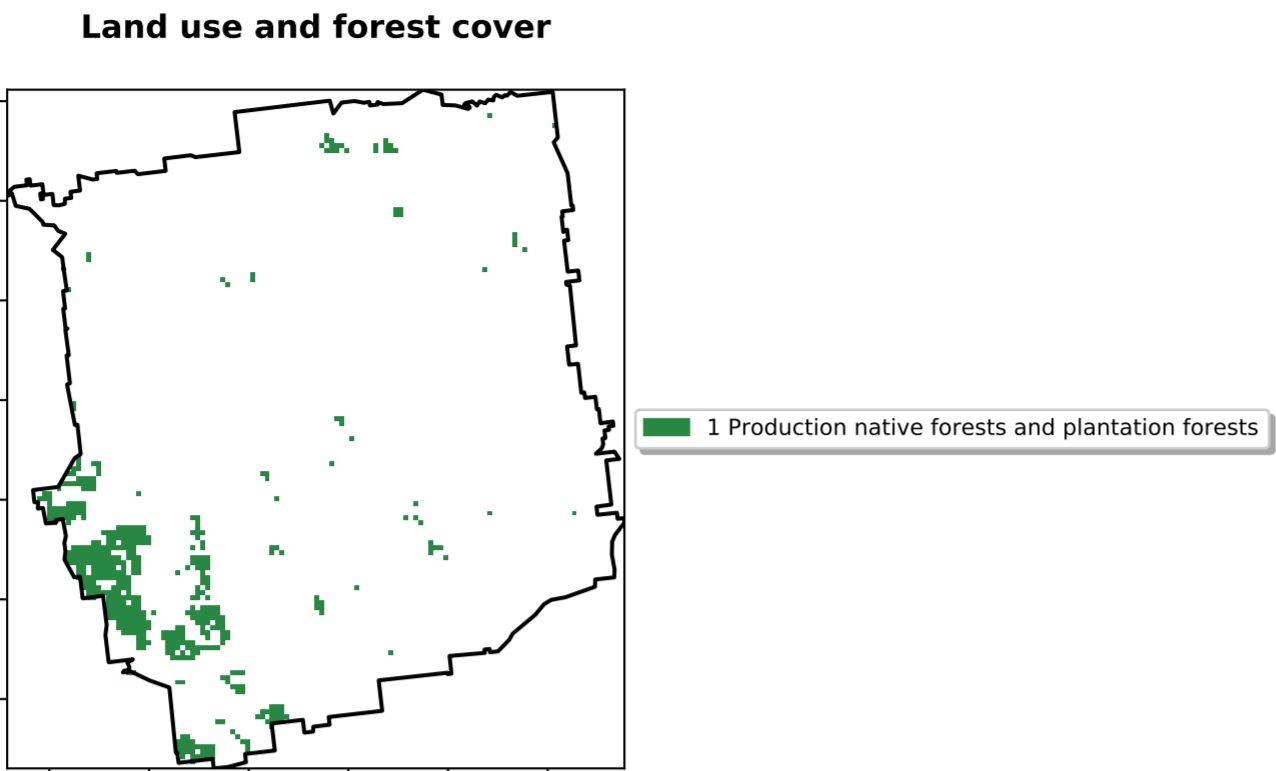 Land use and forest cover
1 Production native forests and plantation forests